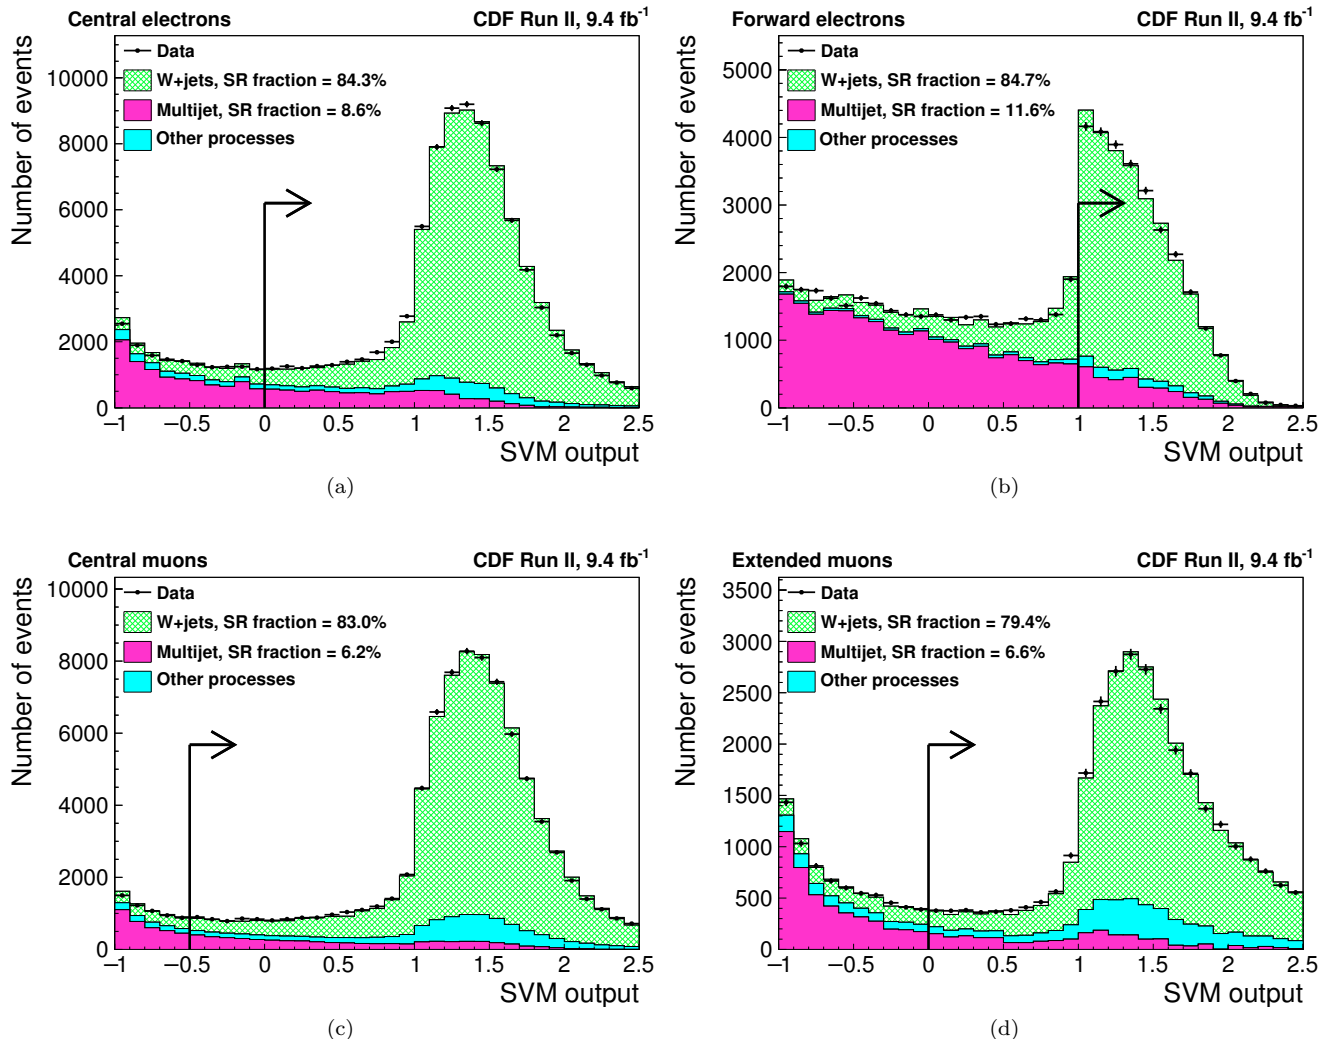 Central electrons CDF Run II, 9.4 fb⁻¹
Number of events
10000
8000
6000
4000
2000
0
Data
W+jets, SR fraction = 84.3%
Multijet, SR fraction = 8.6%
Other processes
−1 −0.5 0 0.5 1 1.5 2 2.5
SVM output
(a)
Forward electrons CDF Run II, 9.4 fb⁻¹
Number of events
5000
4000
3000
2000
1000
0
Data
W+jets, SR fraction = 84.7%
Multijet, SR fraction = 11.6%
Other processes
−1 −0.5 0 0.5 1 1.5 2 2.5
SVM output
(b)
Central muons CDF Run II, 9.4 fb⁻¹
Number of events
10000
8000
6000
4000
2000
0
Data
W+jets, SR fraction = 83.0%
Multijet, SR fraction = 6.2%
Other processes
−1 −0.5 0 0.5 1 1.5 2 2.5
SVM output
(c)
Extended muons CDF Run II, 9.4 fb⁻¹
Number of events
3500
3000
2500
2000
1500
1000
500
0
Data
W+jets, SR fraction = 79.4%
Multijet, SR fraction = 6.6%
Other processes
−1 −0.5 0 0.5 1 1.5 2 2.5
SVM output
(d)